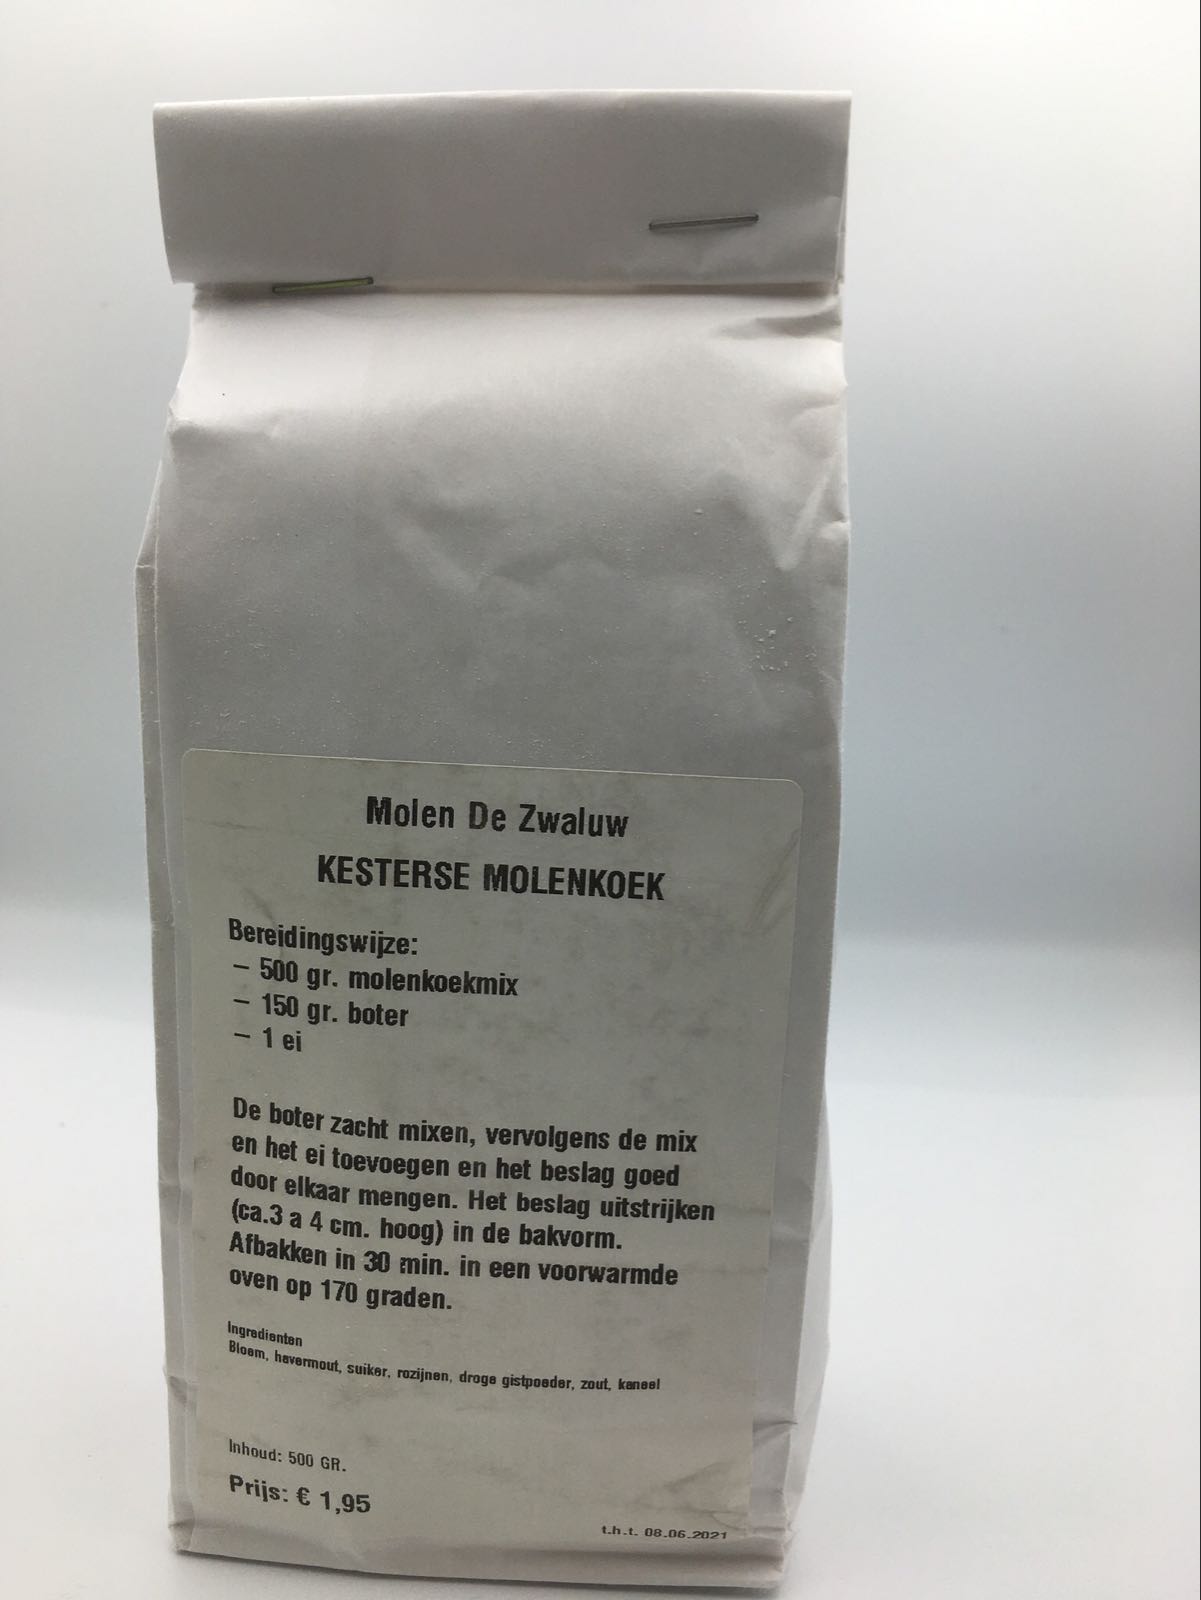 Molen De Zwaluw
KESTERSE MOLENKOEK
Bereidingswijze:
– 500 gr. molenkoekmix
– 150 gr. boter
– 1 ei
De boter zacht mixen, vervolgens de mix
en het ei toevoegen en het beslag goed
door elkaar mengen. Het beslag uitstrijken
(ca.3 a 4 cm. hoog) in de bakvorm.
Afbakken in 30 min. in een voorwarmde
oven op 170 graden.
Ingredienten
Bloem, havermout, suiker, rozijnen, droge gistpoeder, zout, kaneel
Inhoud: 500 GR.
Prijs: € 1,95
t.h.t. 08.06.2021